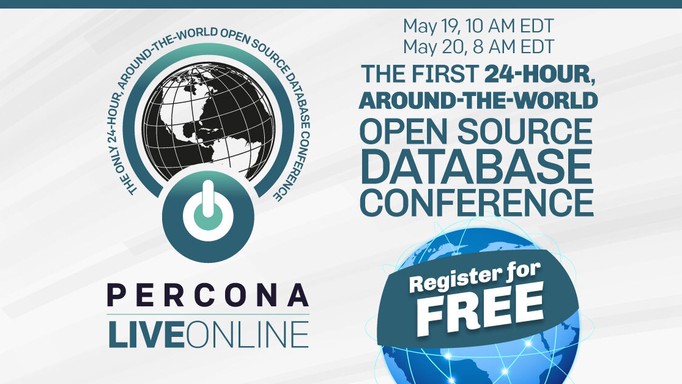 THE ONLY 24-HOUR, AROUND-THE-WORLD OPEN SOURCE DATABASE CONFERENCE
PERCONA
LIVEONLINE
May 19, 10 AM EDT
May 20, 8 AM EDT
THE FIRST 24-HOUR,
AROUND-THE-WORLD
OPEN SOURCE
DATABASE
CONFERENCE
Register for
FREE